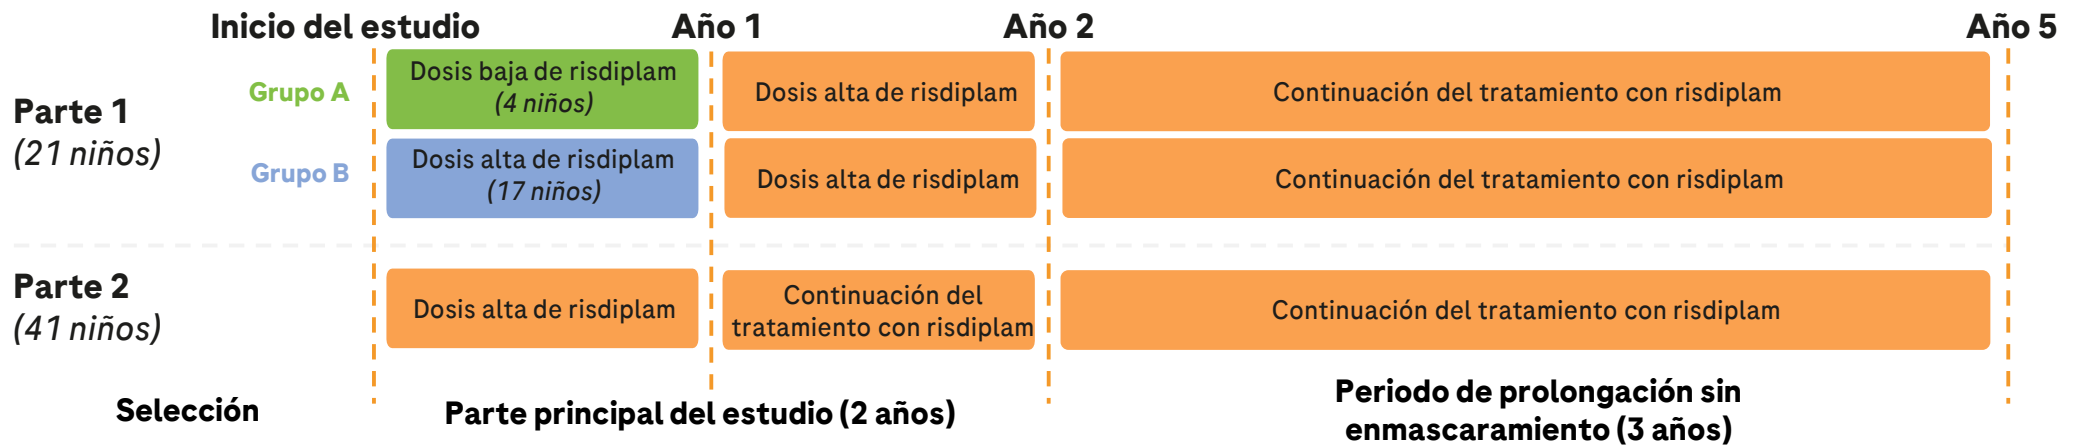 Inicio del estudio
Año 1
Año 2
Año 5
Parte 1
(21 niños)
Grupo A
Dosis baja de risdiplam
(4 niños)
Dosis alta de risdiplam
Continuación del tratamiento con risdiplam
Grupo B
Dosis alta de risdiplam
(17 niños)
Dosis alta de risdiplam
Continuación del tratamiento con risdiplam
Parte 2
(41 niños)
Dosis alta de risdiplam
Continuación del
tratamiento con risdiplam
Continuación del tratamiento con risdiplam
Selección
Parte principal del estudio (2 años)
Periodo de prolongación sin
enmascaramiento (3 años)